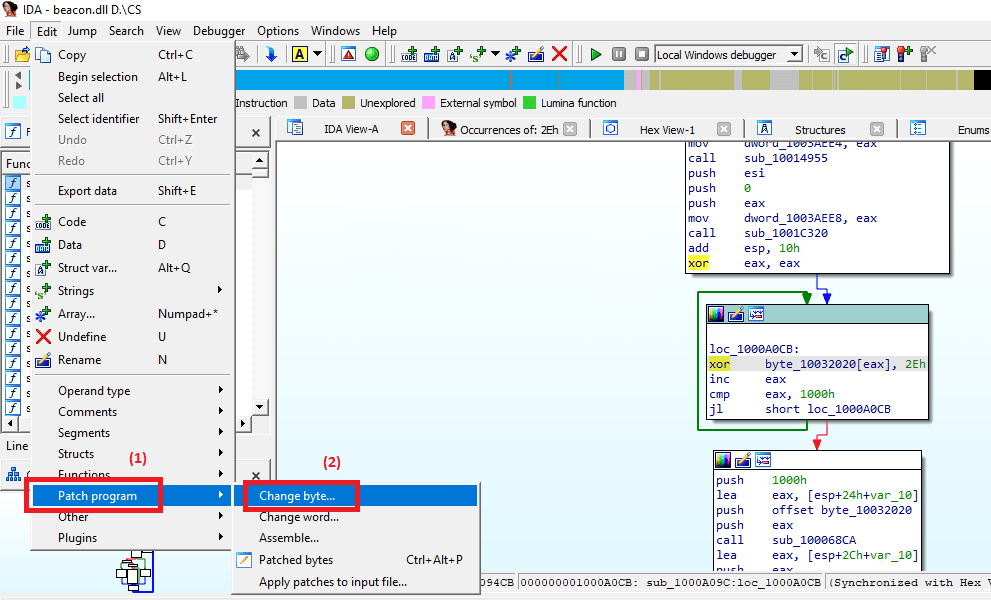 IDA - beacon.dll D:\CS
File Edit Jump Search View Debugger Options Windows Help
Local Windows debugger
Instruction Data Unexplored External symbol Lumina function
IDA View-A Occurrences of: 2Eh Hex View-1 Structures Enums
Copy Ctrl+C
Begin selection Alt+L
Select all
Select identifier Shift+Enter
Undo Ctrl+Z
Redo Ctrl+Y
Export data Shift+E
Code C
Data D
Struct var... Alt+Q
Strings
Array... Numpad+*
Undefine U
Rename N
Operand type
Comments
Segments
Structs
Functions
Patch program
Other
Plugins
(1)
(2)
Change byte...
Change word...
Assemble...
Patched bytes Ctrl+Alt+P
Apply patches to input file...
Func
Line
mov dword_1003AEE4, eax
call sub_10014955
push esi
push 0
push eax
mov dword_1003AEE8, eax
call sub_1001C320
add esp, 10h
xor eax, eax
loc_1000A0CB:
xor byte_10032020[eax], 2Eh
inc eax
cmp eax, 1000h
jl short loc_1000A0CB
push 1000h
lea eax, [esp+24h+var_10]
push offset byte_10032020
push eax
call sub_100068CA
lea eax, [esp+2Ch+var_10]
push eax
094CB 000000001000A0CB: sub_1000A09C:loc_1000A0CB (Synchronized with Hex V